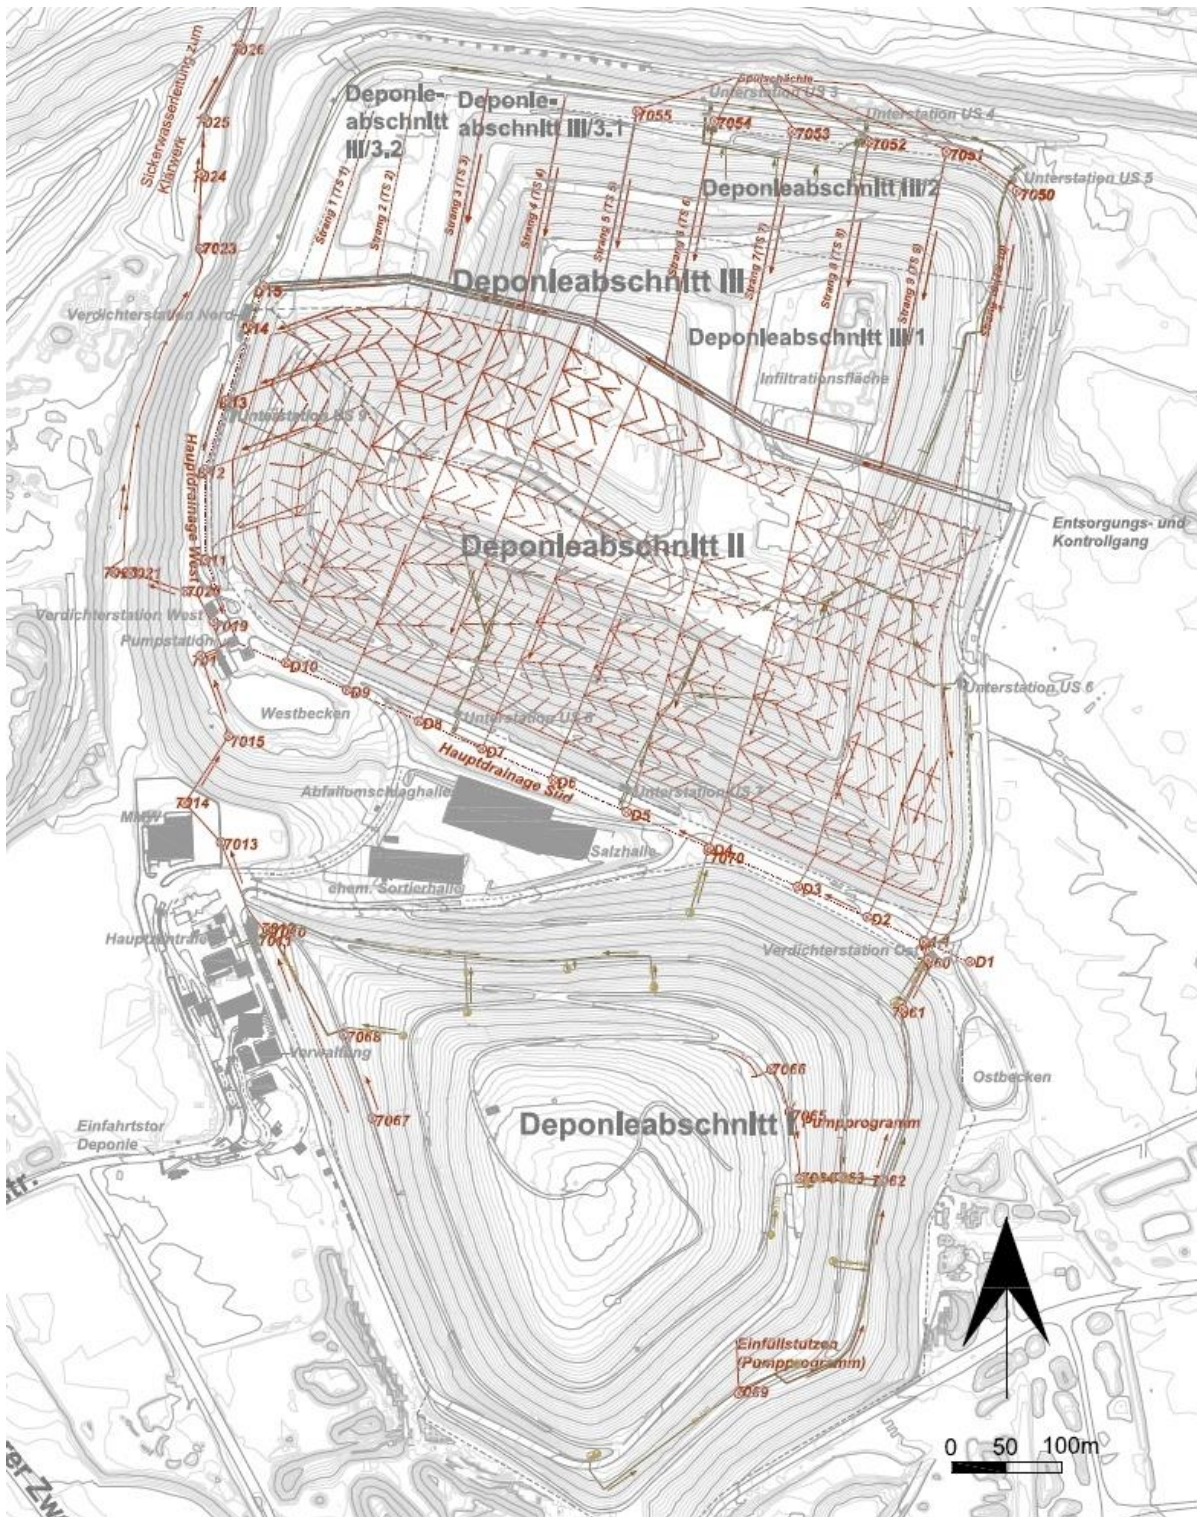 7026
Sickerwasserleitung zum
Klärwerk
7025
7024
7023
Deponie-
abschnitt
III/3.2
Deponie-
abschnitt III/3.1
Spülschächte
Unterstation US 3
7055
7054
7053
Unterstation US 4
7052
7051
Unterstation US 5
7050
Deponieabschnitt III/2
Strang 1 (TS 1)
Strang 2 (TS 2)
Strang 3 (TS 3)
Strang 4 (TS 4)
Strang 5 (TS 5)
Strang 6 (TS 6)
Strang 7(TS 7)
Strang 8 (TS 8)
Strang 9 (TS 9)
Deponieabschnitt III
D15
Verdichterstation Nord
D14
Deponieabschnitt III/1
Infiltrationsfläche
D13
Unterstation US 9
D12
Hauptdrainage West
Entsorgungs- und
Kontrollgang
Deponieabschnitt II
D11
7021
7020
Verdichterstation West
7019
Pumpstation
D10
D9
Unterstation US 6
Westbecken
D8
Unterstation US 8
D7
Hauptdrainage Süd
7015
D6
Abfallumschlaghalle
Unterstation US 7
7014
D5
7013
Salzhalle
D4
7070
ehem. Sortierhalle
D3
D2
Hauptzentrale
7011
Verdichterstation Ost
D1
7061
7068
Verwaltung
7066
Ostbecken
7067
Deponieabschnitt I
7065
Pumpprogramm
Einfahrtstor
Deponie
7062
str.
Einfüllstutzen
(Pumpprogramm)
7069
0 50 100m